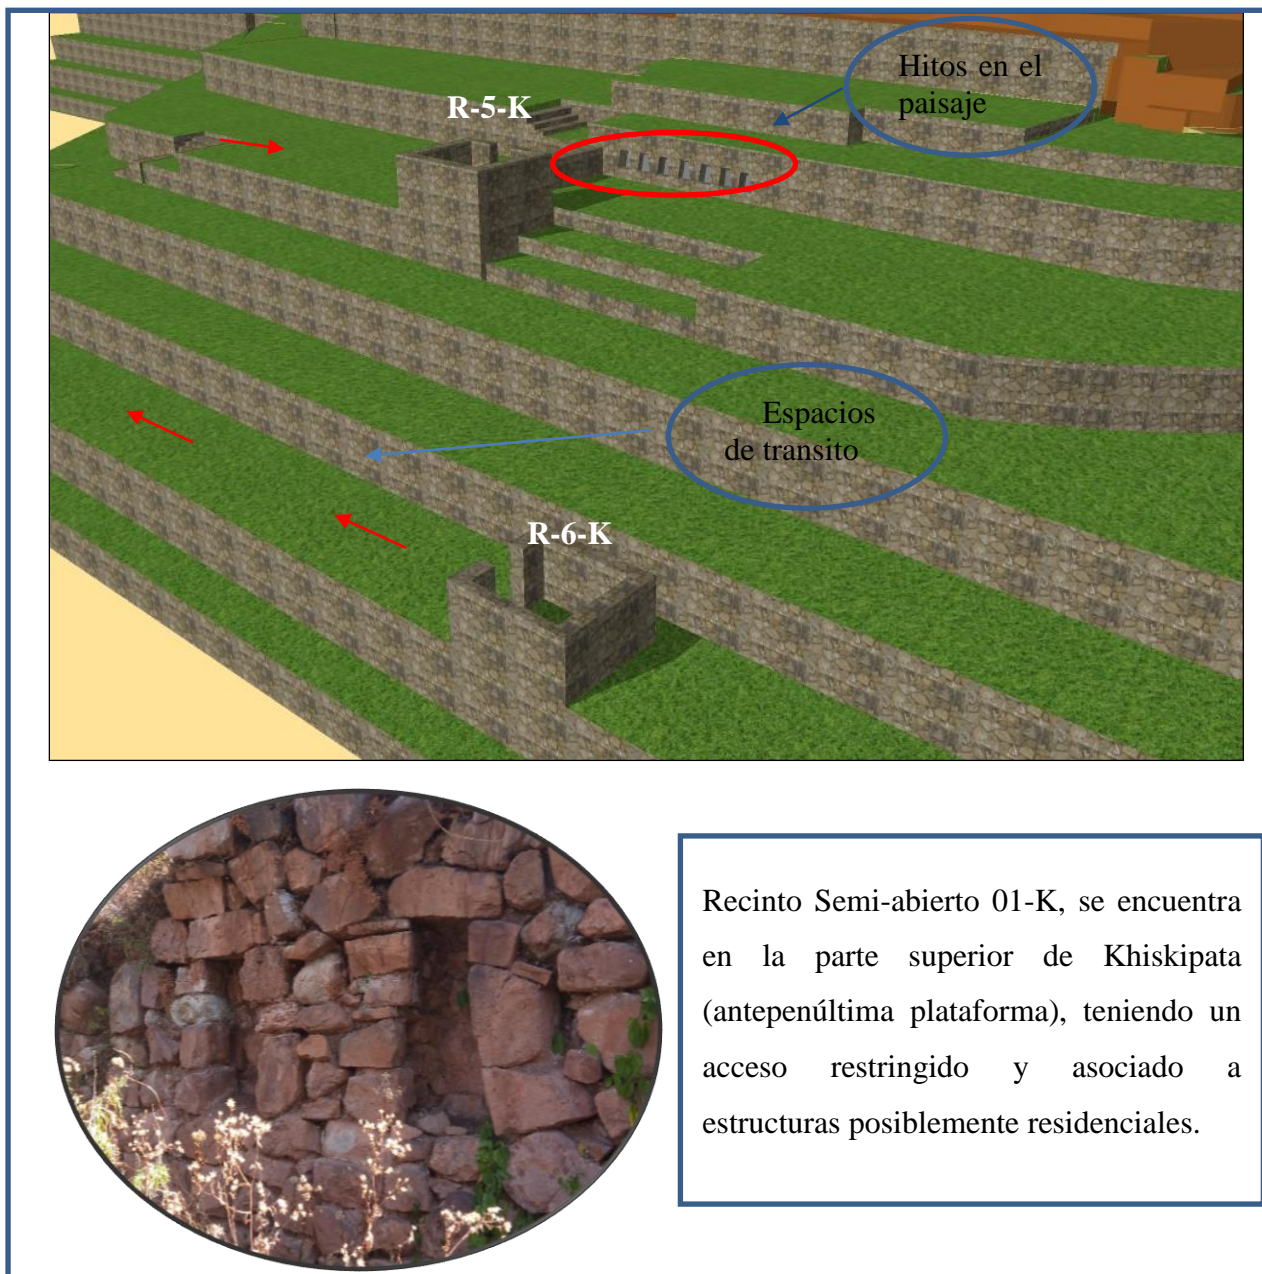 Hitos en el
paisaje
R-5-K
Espacios
de transito
R-6-K
Recinto Semi-abierto 01-K, se encuentra
en la parte superior de Khiskipata
(antepenúltima plataforma), teniendo un
acceso restringido y asociado a
estructuras posiblemente residenciales.